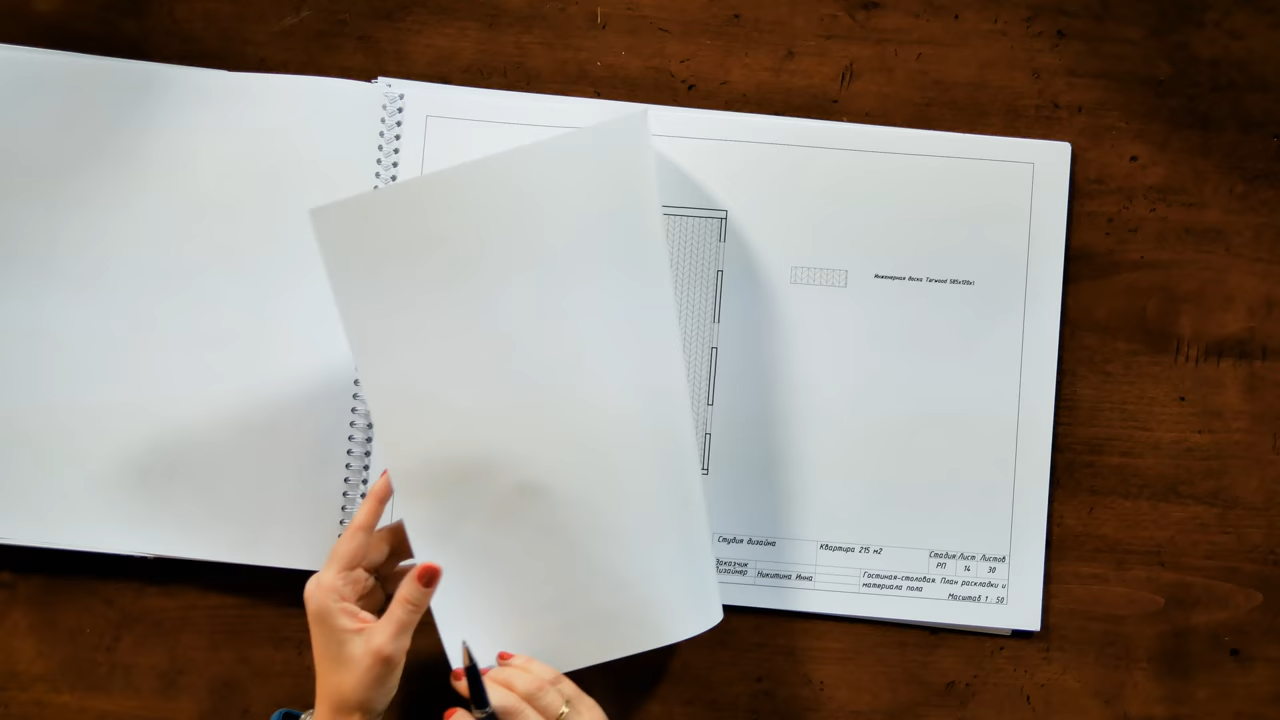 Инженерная доска Tarwood 585х120х1
Студия дизайна
Квартира 215 м2
Стадия Лист Листов
РП 14 30
Заказчик
Дизайнер Никитина Инна
Гостиная-столовая. План раскладки и
материала пола
Масштаб 1 : 50